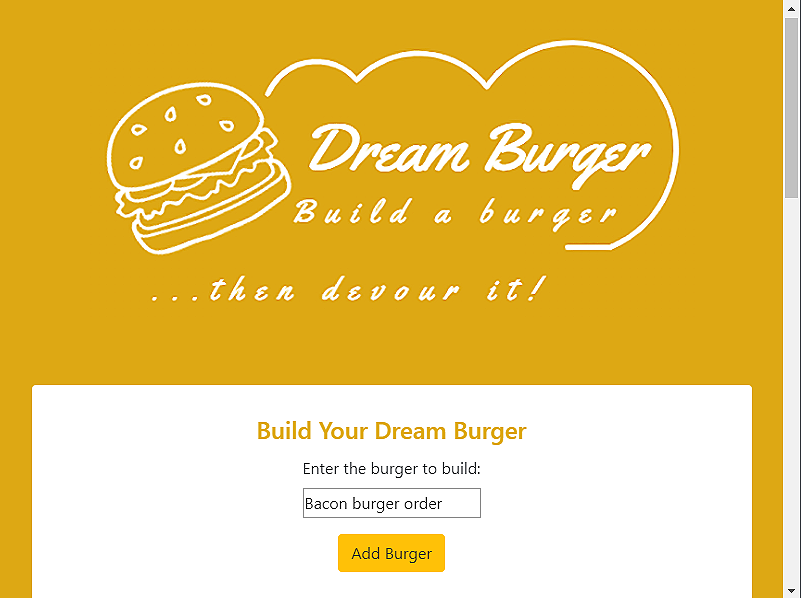 Dream Burger
Build a burger
...then devour it!
Build Your Dream Burger
Enter the burger to build:
Bacon burger order
Add Burger